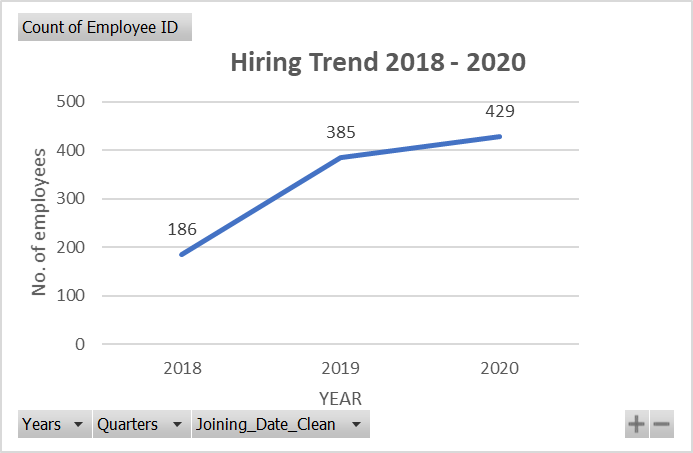 Count of Employee ID
Hiring Trend 2018 - 2020
No. of employees
500
400
300
200
100
0
186
385
429
2018 2019 2020
YEAR
Years Quarters Joining_Date_Clean